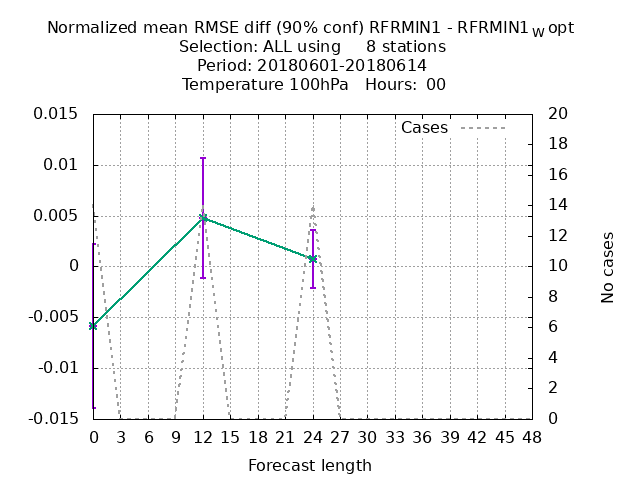 Normalized mean RMSE diff (90% conf) RFRMIN1 - RFRMIN1w opt
Selection: ALL using 8 stations
Period: 20180601-20180614
Temperature 100hPa Hours: 00
Cases
0.015
0.01
0.005
0
-0.005
-0.01
-0.015
20
18
16
14
12
10
8
6
4
2
0
No cases
0 3 6 9 12 15 18 21 24 27 30 33 36 39 42 45 48
Forecast length